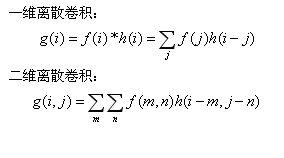 一维离散卷积：
g(i) = f(i) * h(i) = ∑_j f(j)h(i − j)
二维离散卷积：
g(i, j) = ∑_m ∑_n f(m, n)h(i − m, j − n)